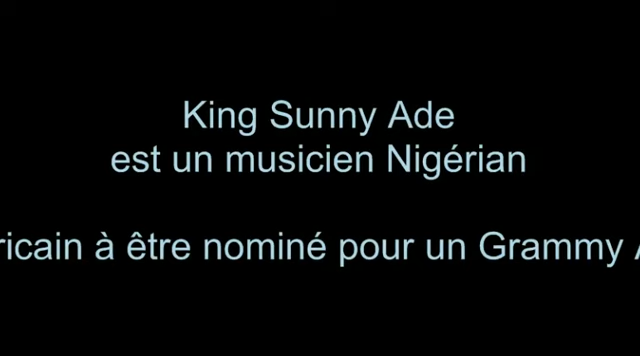 King Sunny Ade
est un musicien Nigérian
ricain à être nominé pour un Grammy A